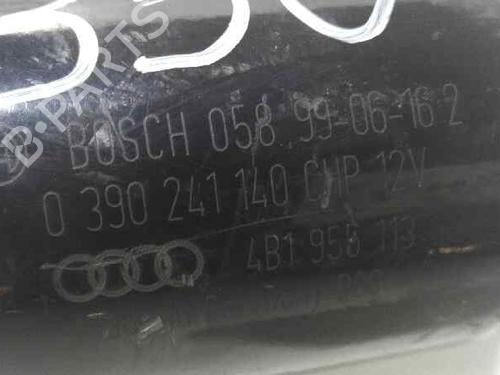 B-PARTS
BOSCH 058 99-06-16 2
0 390 241 140 CHP 12V
4B1 955 113